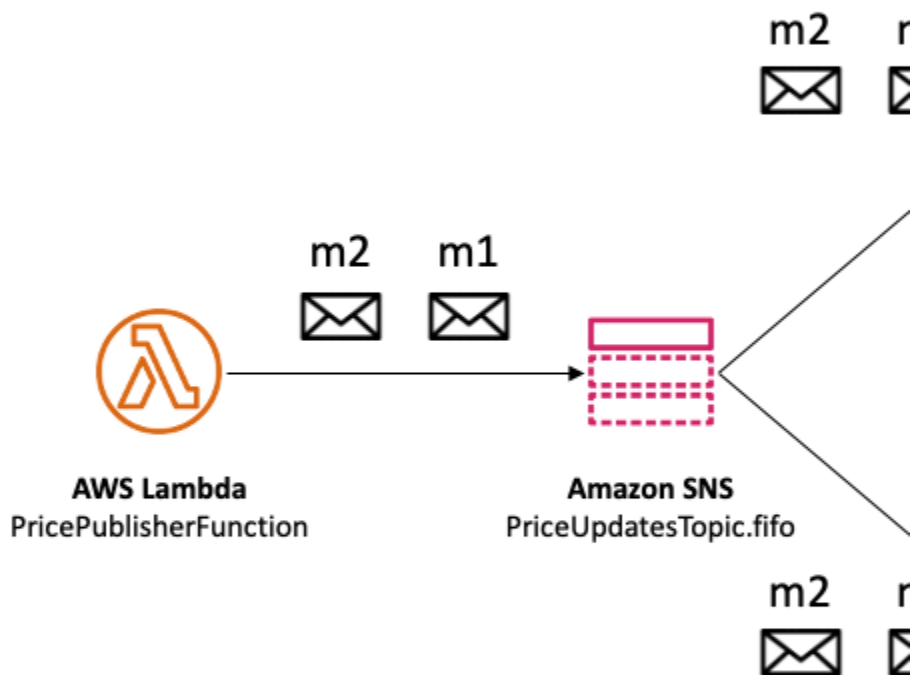 m2
m2 m1
AWS Lambda
PricePublisherFunction
Amazon SNS
PriceUpdatesTopic.fifo
m2